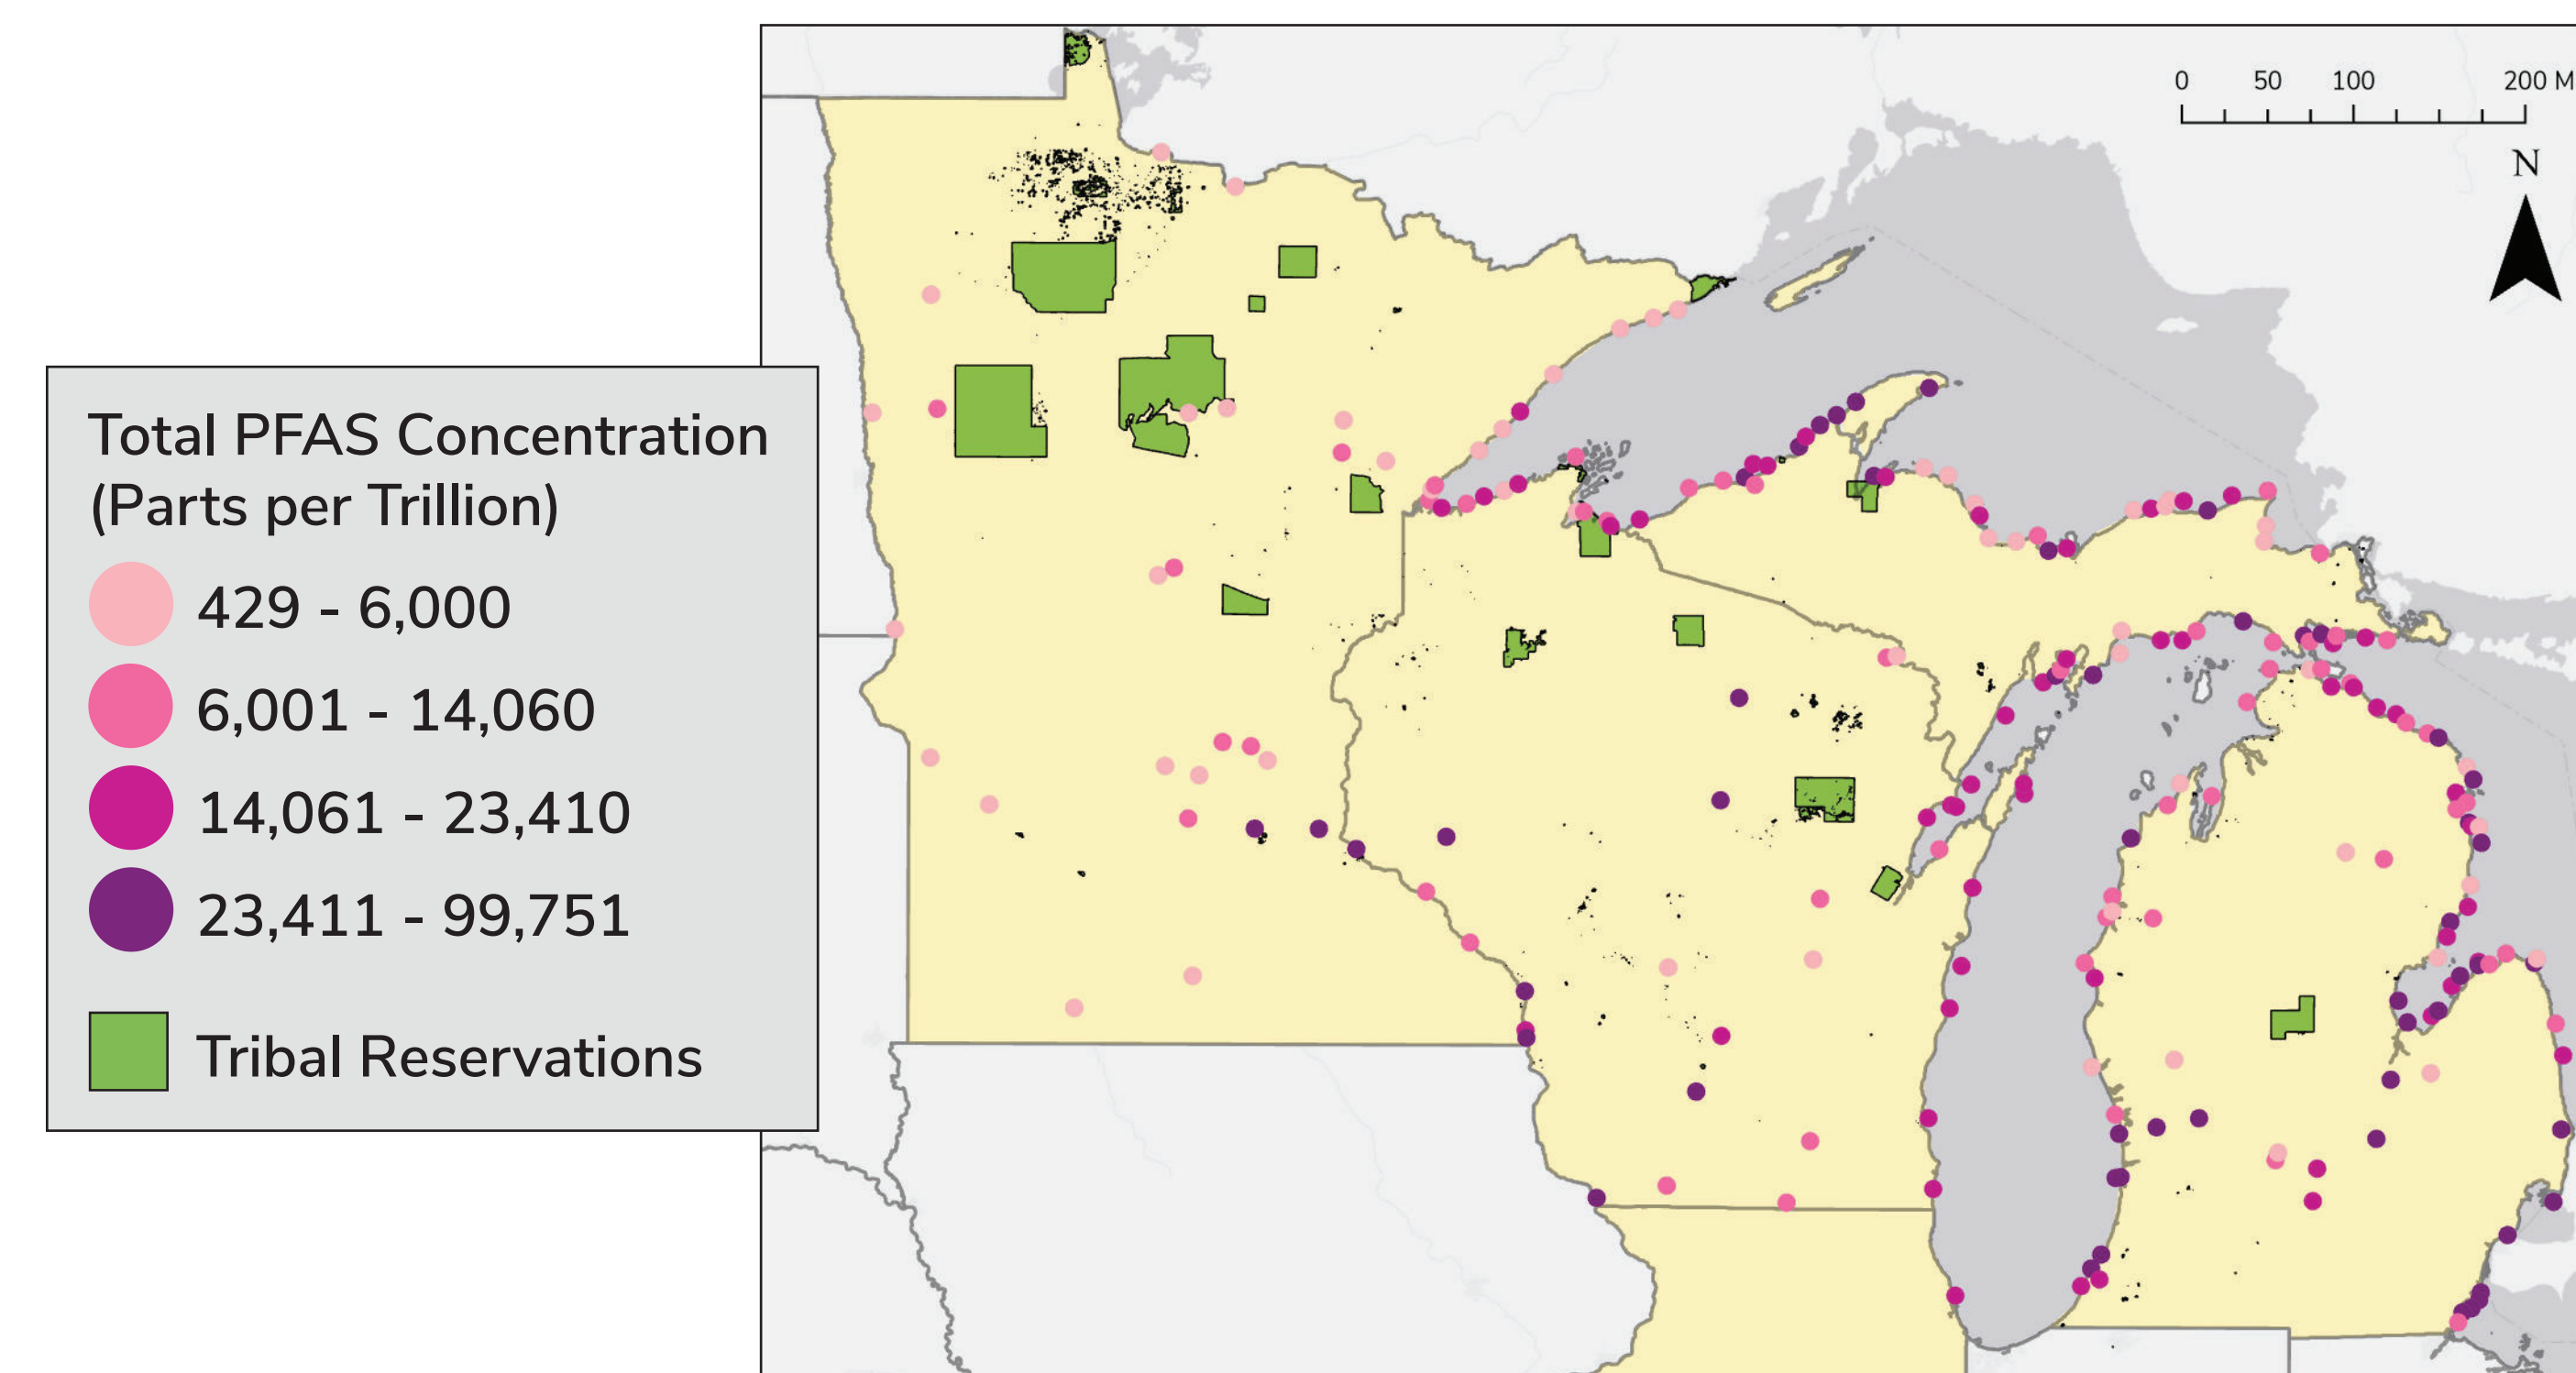 0 50 100 200 M
N
Total PFAS Concentration
(Parts per Trillion)
429 - 6,000
6,001 - 14,060
14,061 - 23,410
23,411 - 99,751
Tribal Reservations